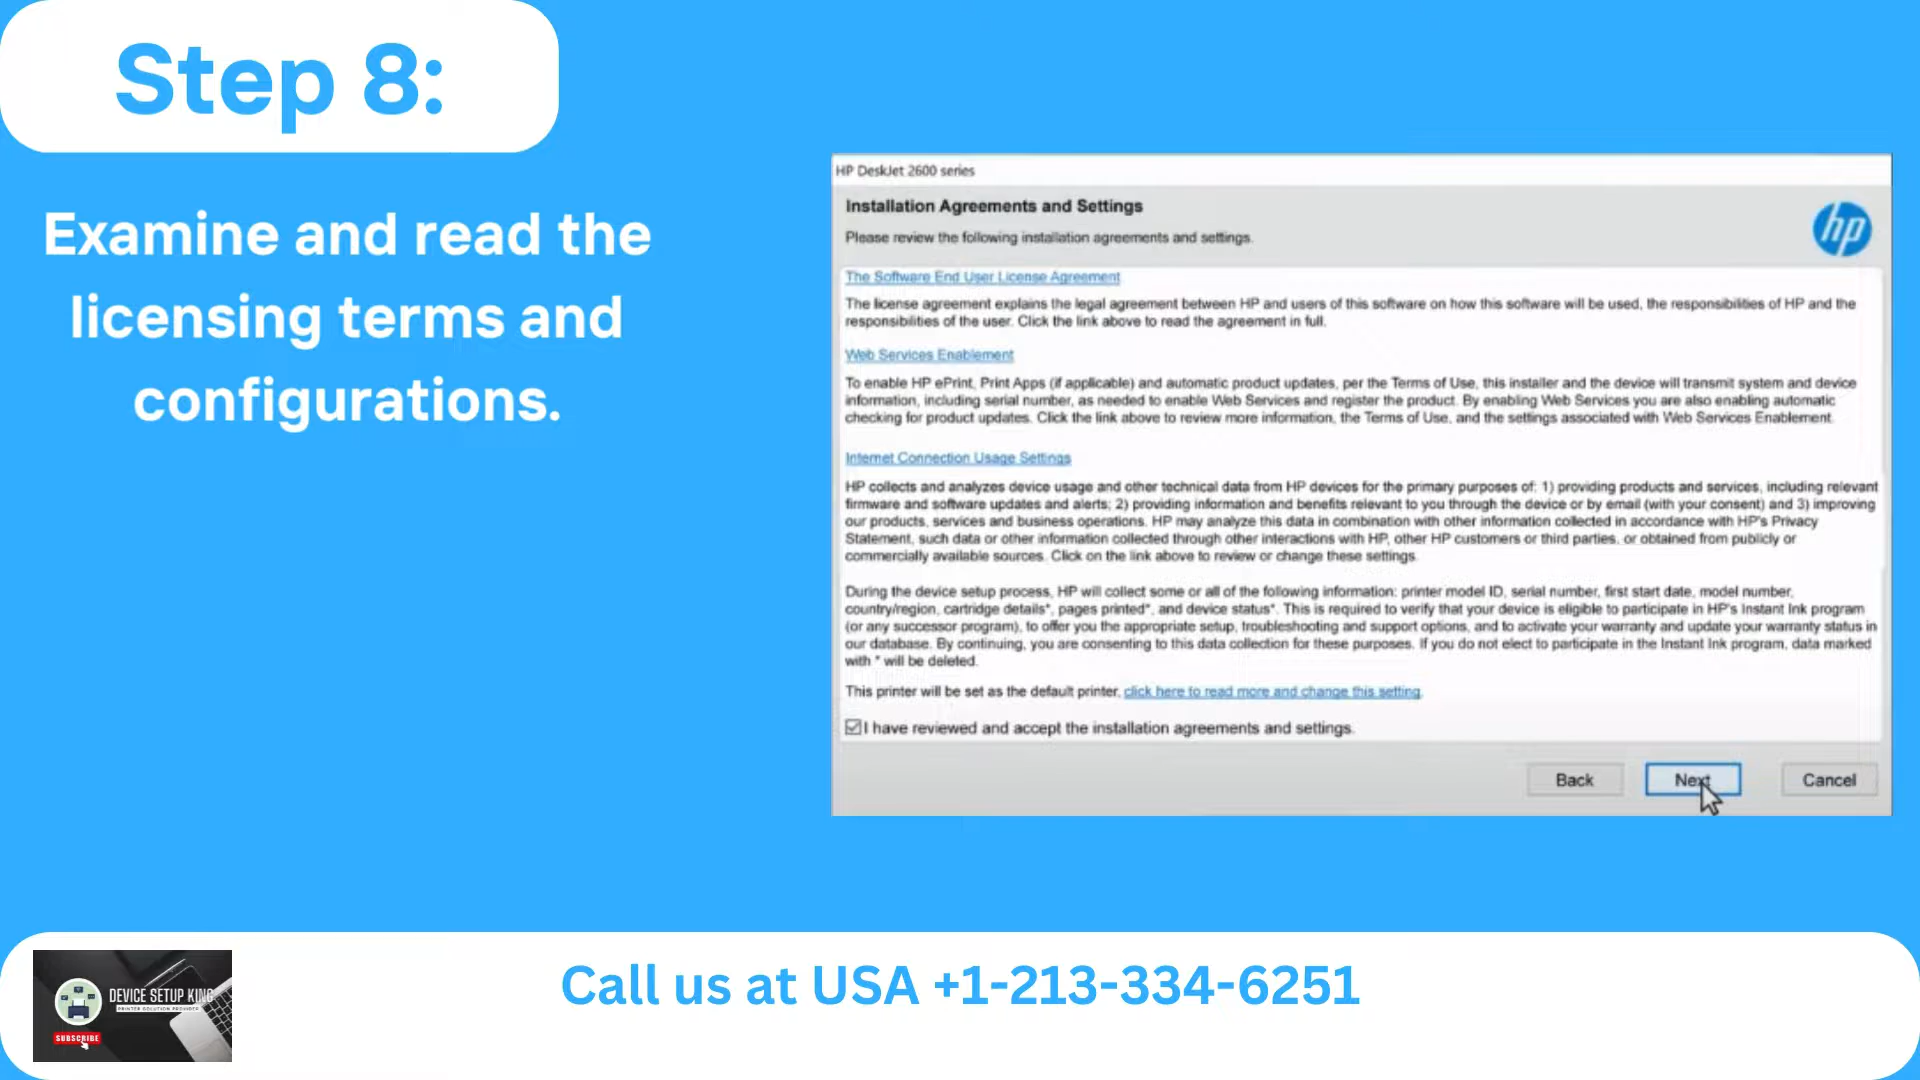 Step 8:
Examine and read the
licensing terms and
configurations.
HP DeskJet 2600 series
Installation Agreements and Settings
Please review the following installation agreements and settings.
hp
The Software End User License Agreement
The license agreement explains the legal agreement between HP and users of this software on how this software will be used, the responsibilities of HP and the
responsibilities of the user. Click the link above to read the agreement in full.
Web Services Enablement
To enable HP ePrint, Print Apps (if applicable) and automatic product updates, per the Terms of Use, this installer and the device will transmit system and device
information, including serial number, as needed to enable Web Services and register the product. By enabling Web Services you are also enabling automatic
checking for product updates. Click the link above to review more information, the Terms of Use, and the settings associated with Web Services Enablement.
Internet Connection Usage Settings
HP collects and analyzes device usage and other technical data from HP devices for the primary purposes of: 1) providing products and services, including relevant
firmware and software updates and alerts; 2) providing information and benefits relevant to you through the device or by email (with your consent) and 3) improving
our products, services and business operations. HP may analyze this data in combination with other information collected in accordance with HP's Privacy
Statement, such data or other information collected through other interactions with HP, other HP customers or third parties, or obtained from publicly or
commercially available sources. Click on the link above to review or change these settings.
During the device setup process, HP will collect some or all of the following information: printer model ID, serial number, first start date, model number,
country/region, cartridge details*, pages printed*, and device status*. This is required to verify that your device is eligible to participate in HP's Instant Ink program
(or any successor program), to offer you the appropriate setup, troubleshooting and support options, and to activate your warranty and update your warranty status in
our database. By continuing, you are consenting to this data collection for these purposes. If you do not elect to participate in the Instant Ink program, data marked
with * will be deleted.
This printer will be set as the default printer, click here to read more and change this setting.
I have reviewed and accept the installation agreements and settings.
Back Next Cancel
DEVICE SETUP KING
PRINTER SOLUTION PROVIDER
SUBSCRIBE
Call us at USA +1-213-334-6251